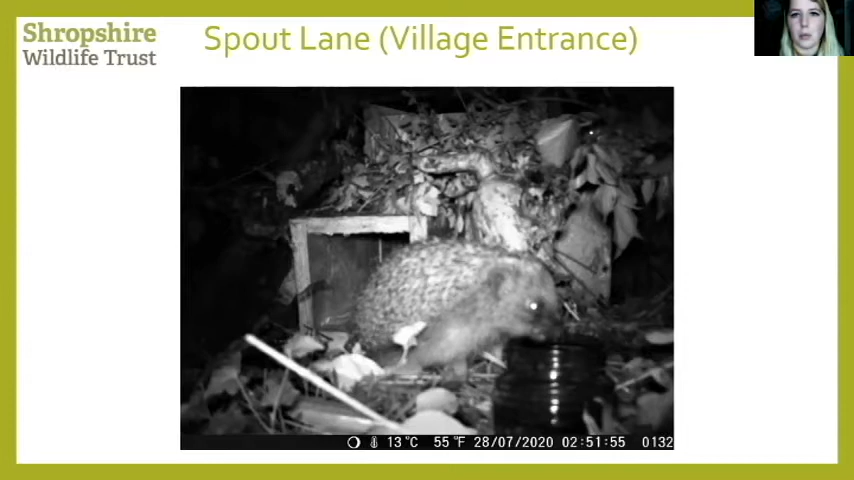 Shropshire
Wildlife Trust
Spout Lane (Village Entrance)
13°C 55°F 28/07/2020 02:51:55 0132